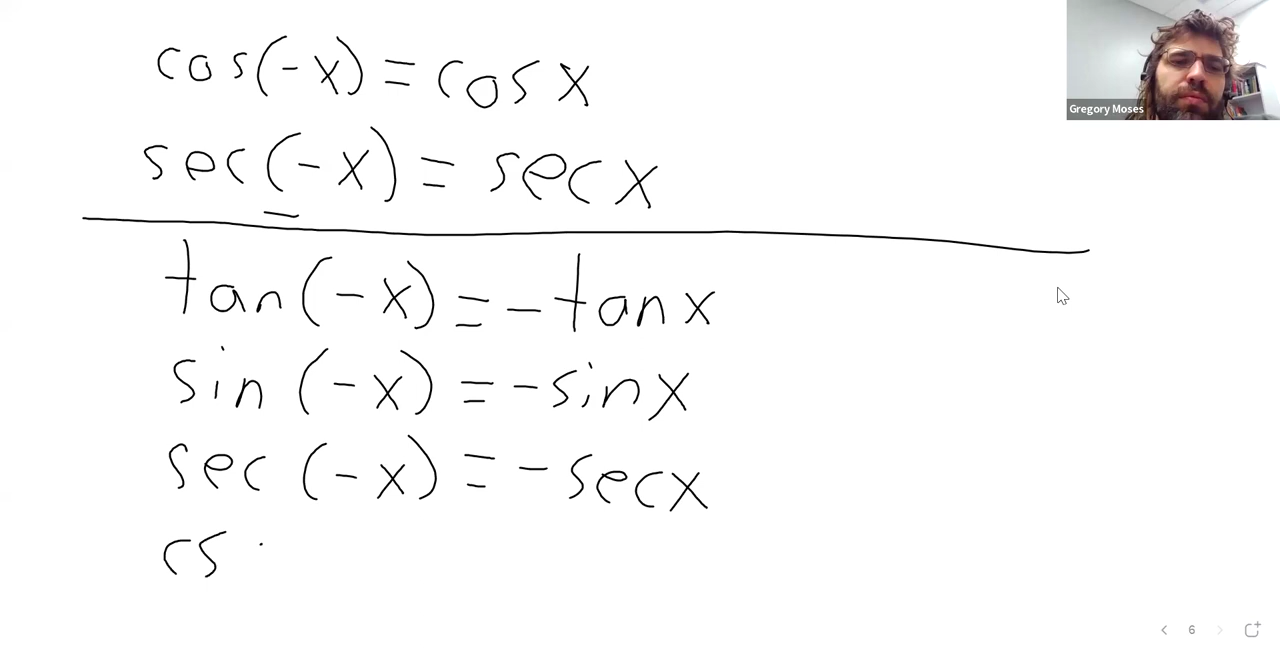 cos(-x) = cos x
Gregory Moses
sec(-x) = sec x
tan(-x) = -tan x
sin(-x) = -sin x
sec(-x) = -sec x
cs
6